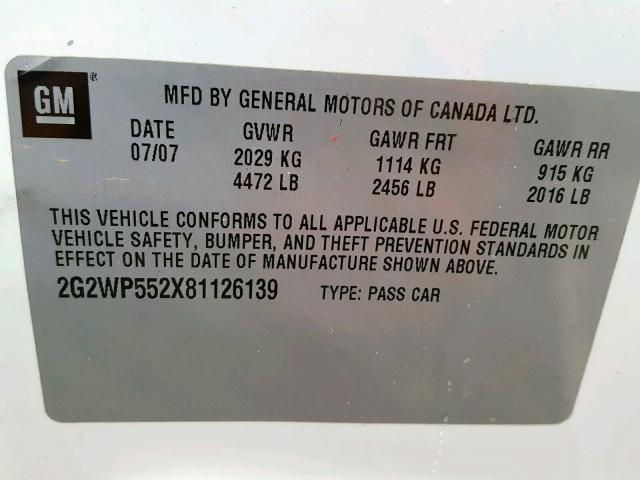 GM ®
MFD BY GENERAL MOTORS OF CANADA LTD.
DATE GVWR GAWR FRT GAWR RR
07/07 2029 KG 1114 KG 915 KG
4472 LB 2456 LB 2016 LB
THIS VEHICLE CONFORMS TO ALL APPLICABLE U.S. FEDERAL MOTOR
VEHICLE SAFETY, BUMPER, AND THEFT PREVENTION STANDARDS IN
EFFECT ON THE DATE OF MANUFACTURE SHOWN ABOVE.
2G2WP552X81126139 TYPE: PASS CAR